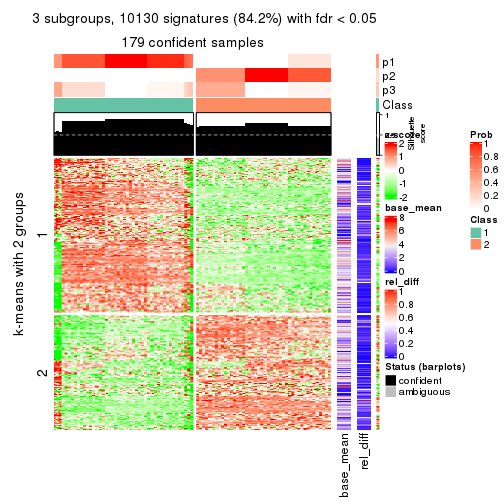 3 subgroups, 10130 signatures (84.2%) with fdr < 0.05
179 confident samples
p1
p2
p3
Class
1
Silhouette
score
k-means with 2 groups
1
2
base_mean
rel_diff
z-score
2
1
0
-1
-2
base_mean
8
6
4
2
0
rel_diff
1
0.8
0.6
0.4
0.2
0
Status (barplots)
confident
ambiguous
Prob
1
0.8
0.6
0.4
0.2
0
Class
1
2